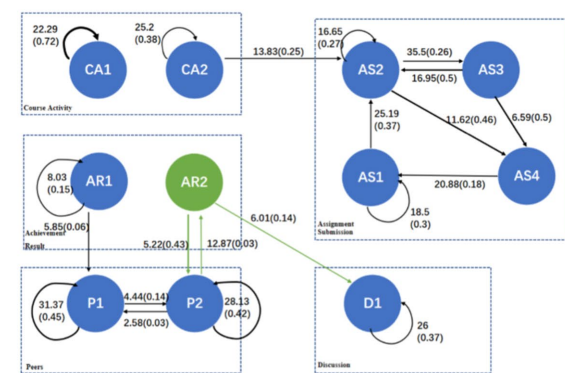 22.29
(0.72)
CA1
25.2
(0.38)
CA2
Course Activity
13.83(0.25)
16.65
(0.27)
AS2
35.5(0.26)
16.95(0.5)
AS3
25.19
(0.37)
11.62(0.46)
6.59(0.5)
AS1
20.88(0.18)
AS4
18.5
(0.3)
Assignment
Submission
8.03
(0.15)
AR1
AR2
5.85(0.06)
Achievement
Result
5.22(0.43)
12.87(0.03)
6.01(0.14)
31.37
(0.45)
P1
4.44(0.14)
2.58(0.03)
P2
28.13
(0.42)
Peers
D1
26
(0.37)
Discussion